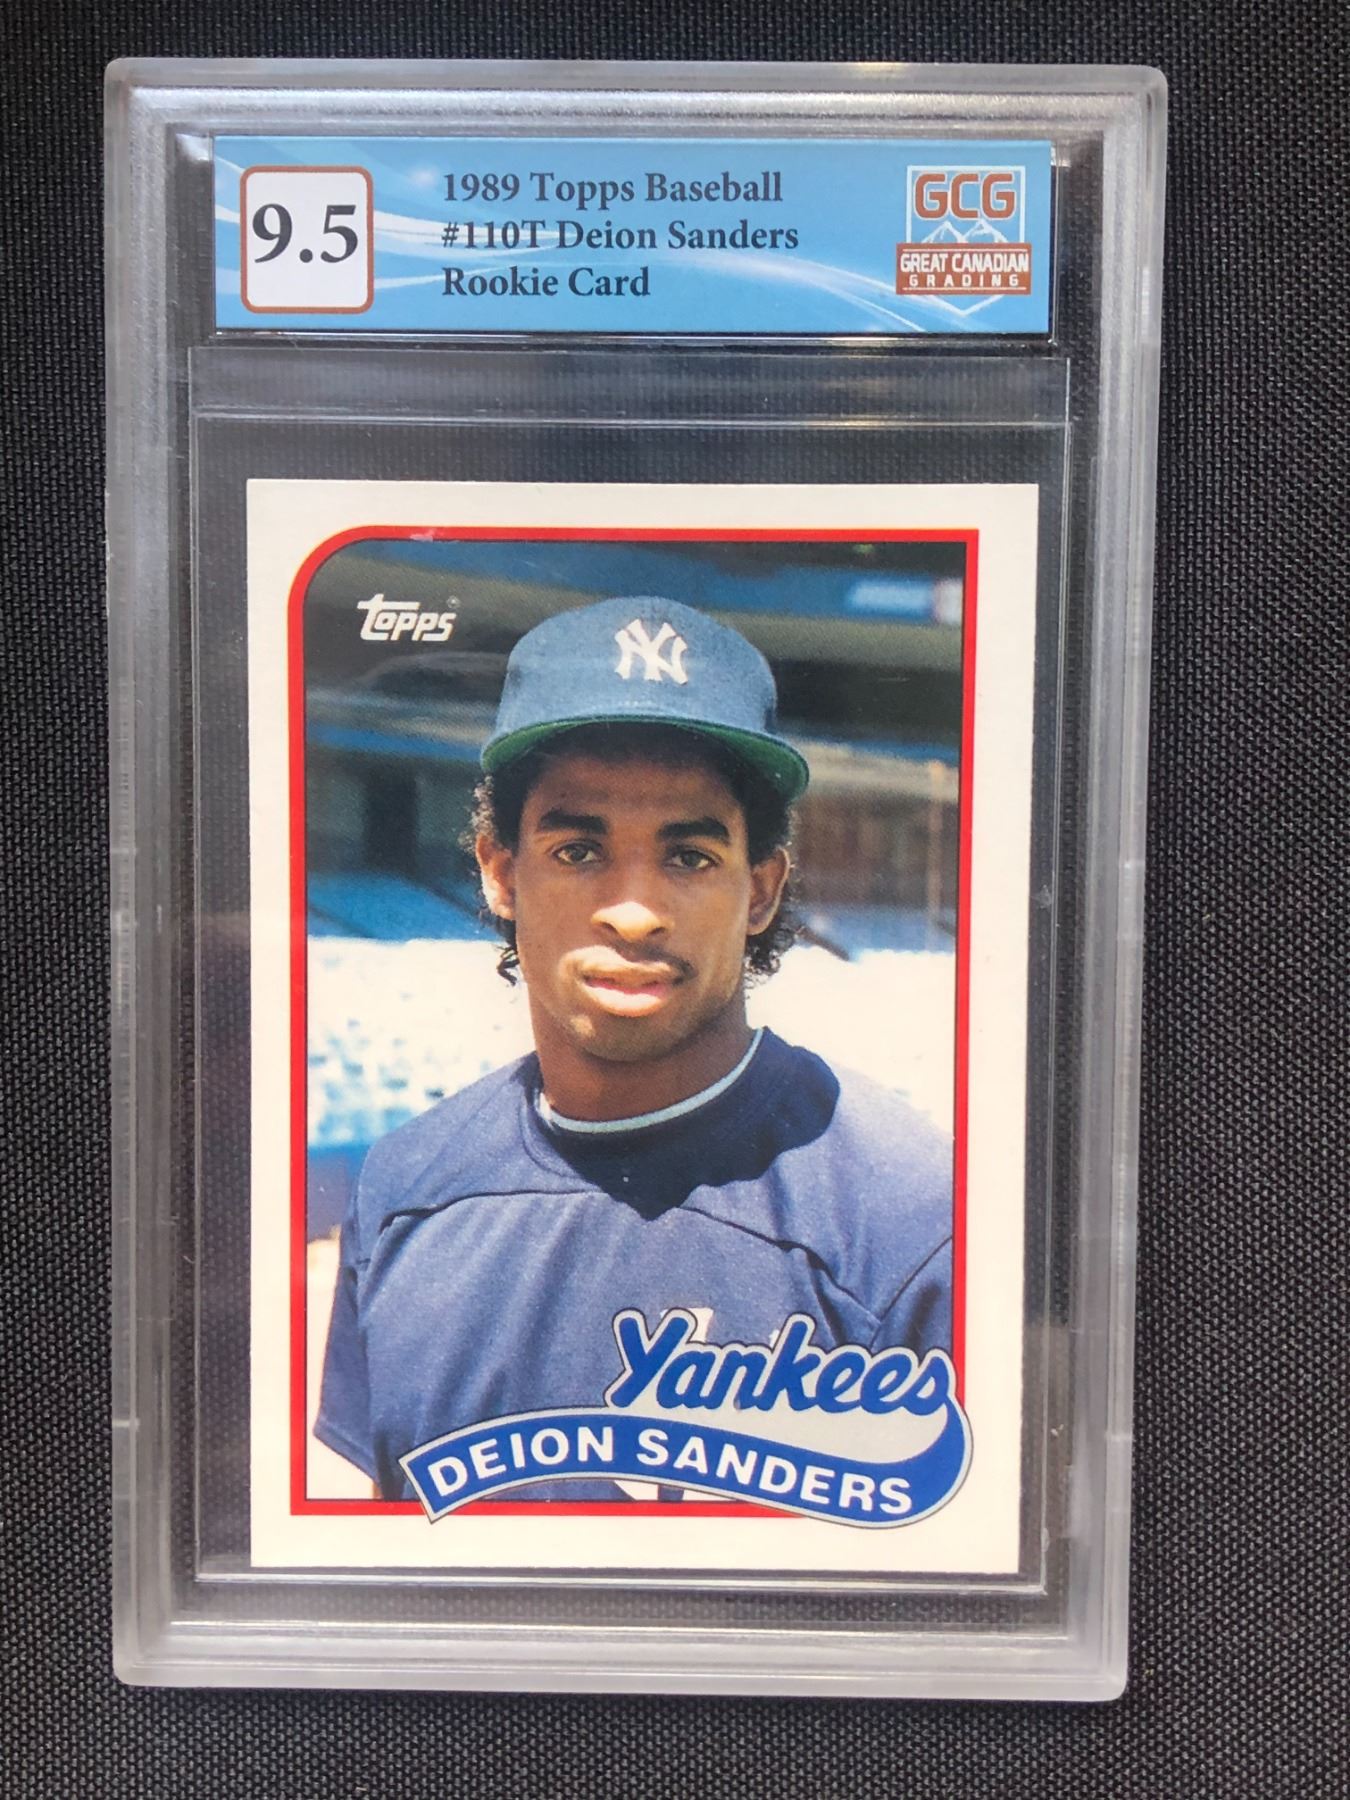 9.5
1989 Topps Baseball
#110T Deion Sanders
Rookie Card
GCG
GREAT CANADIAN
GRADING
Topps®
NY
Yankees
DEION SANDERS